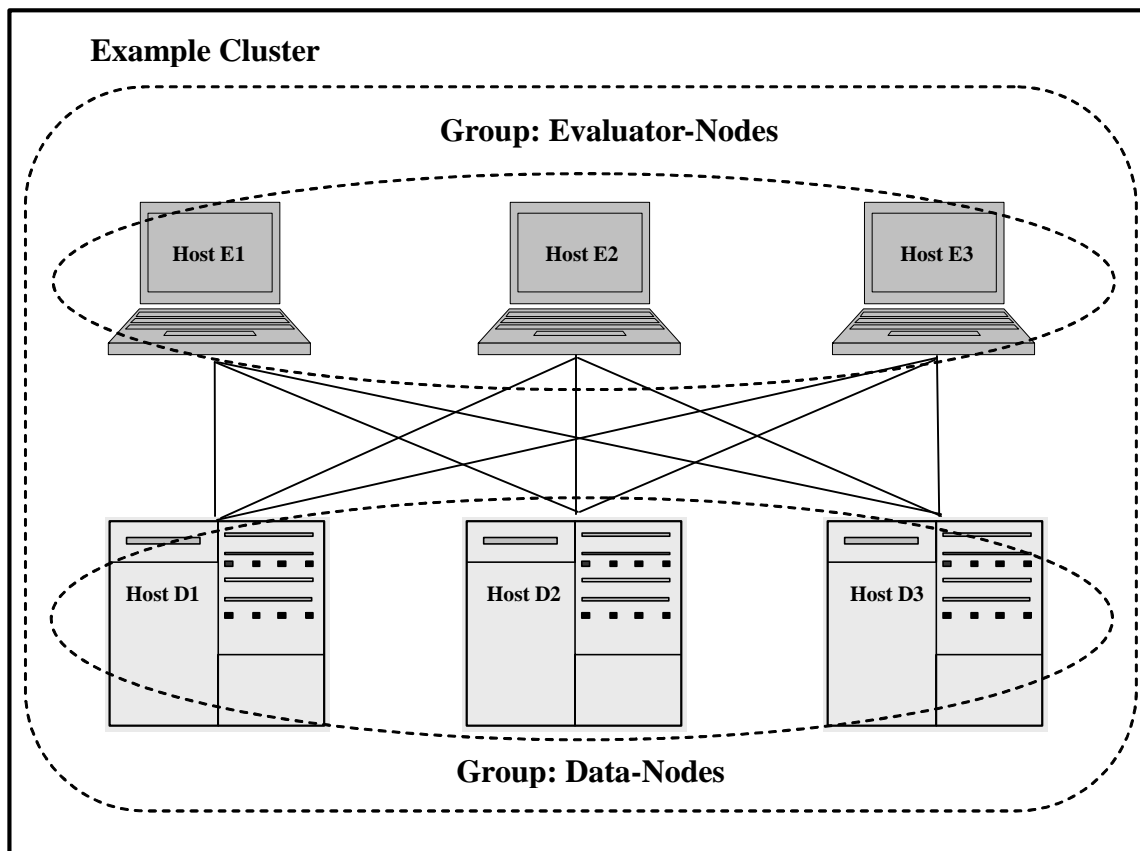 Example Cluster
Group: Evaluator-Nodes
Host E1
Host E2
Host E3
Host D1
Host D2
Host D3
Group: Data-Nodes